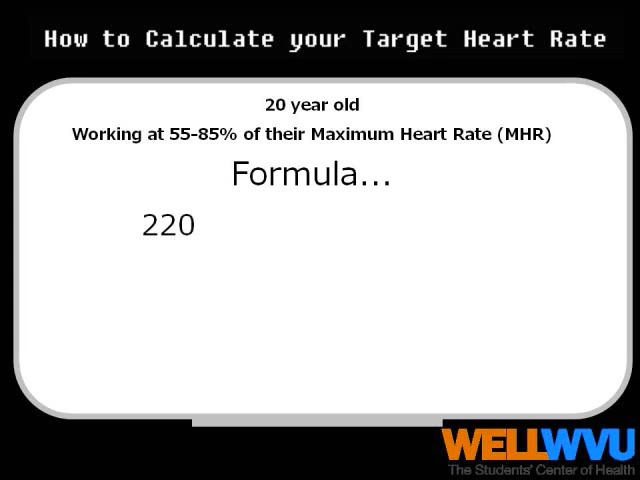 How to Calculate your Target Heart Rate
20 year old
Working at 55-85% of their Maximum Heart Rate (MHR)
Formula...
220
WELLWVU
The Students' Center of Health